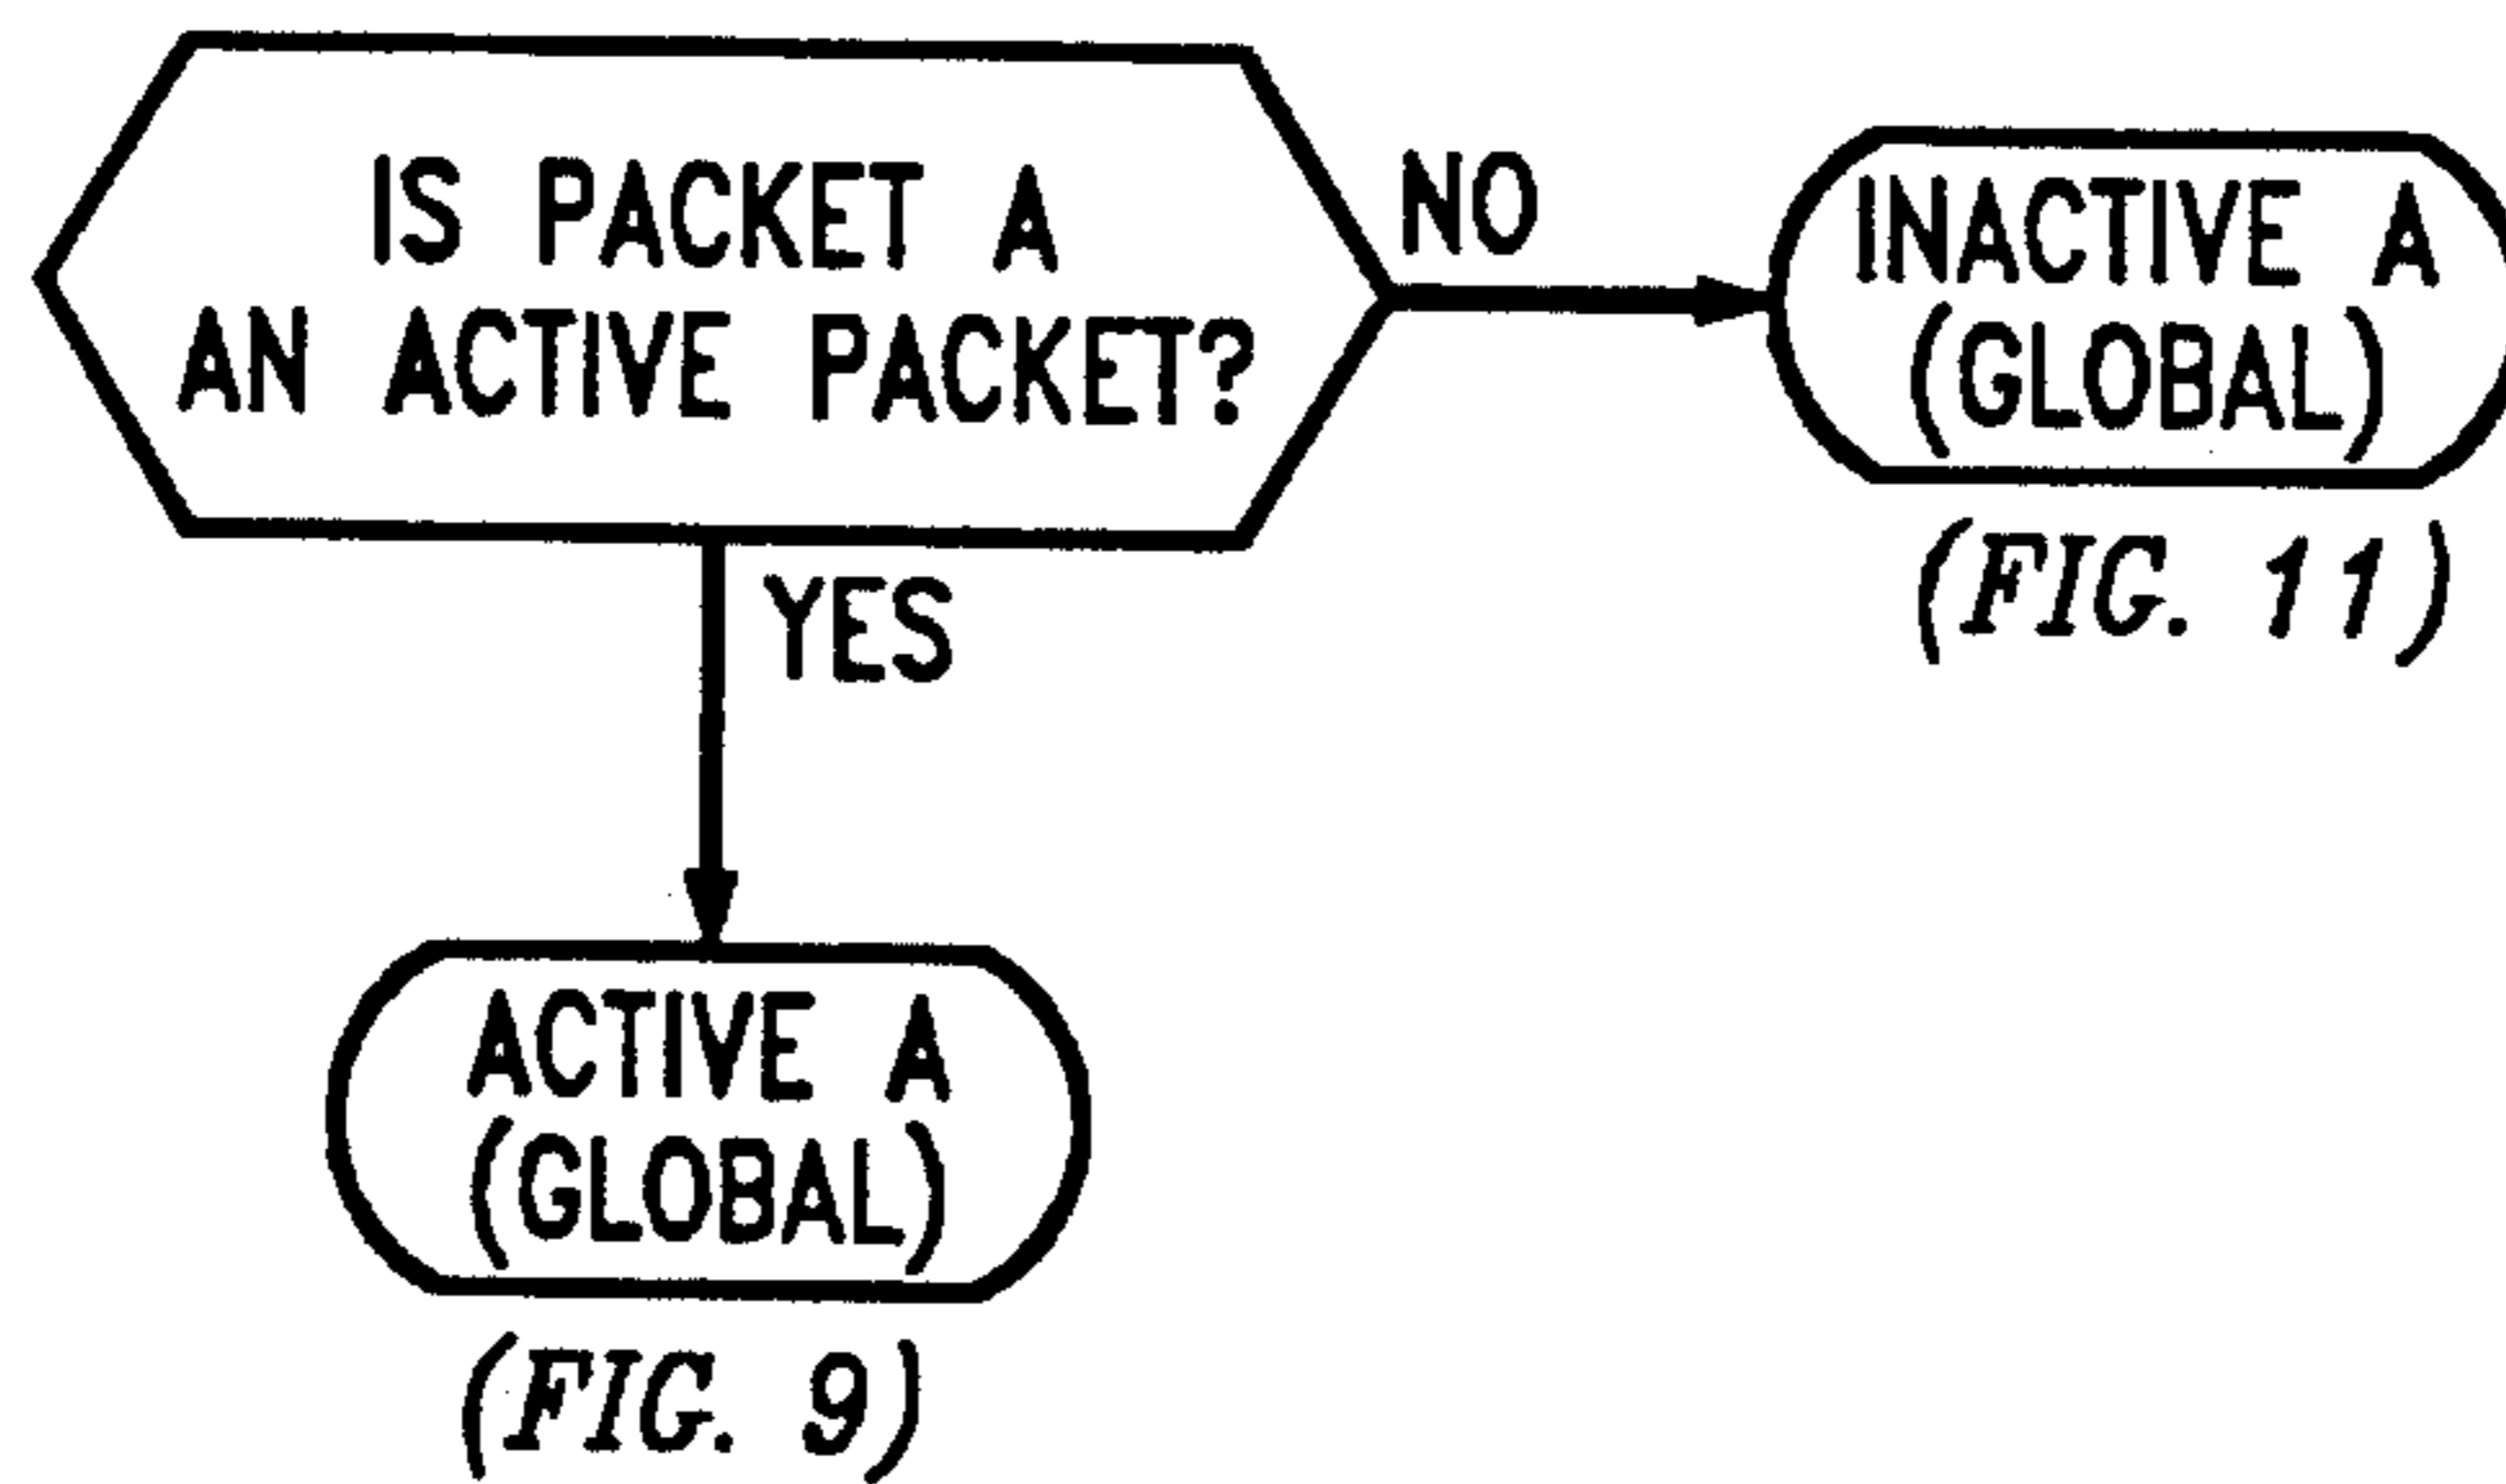 IS PACKET A
AN ACTIVE PACKET?
NO
INACTIVE A
(GLOBAL)
(FIG. 11)
YES
ACTIVE A
(GLOBAL)
(FIG. 9)